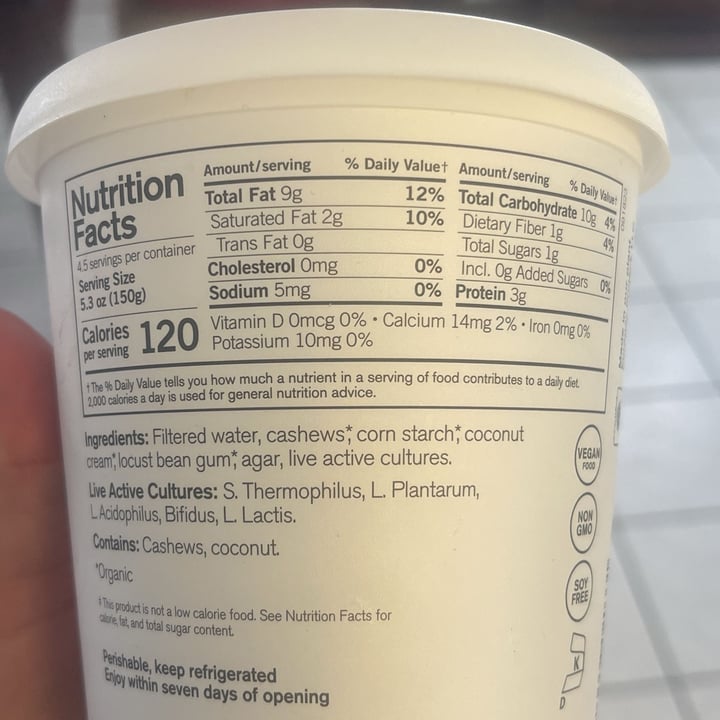 Nutrition
Facts
4.5 servings per container
Serving Size
5.3 oz (150g)
Calories
per serving
120
Amount/serving % Daily Value†
Total Fat 9g 12%
Saturated Fat 2g 10%
Trans Fat 0g
Cholesterol 0mg 0%
Sodium 5mg 0%
Amount/serving % Daily Value†
Total Carbohydrate 10g 4%
Dietary Fiber 1g 4%
Total Sugars 1g
Incl. 0g Added Sugars 0%
Protein 3g
Vitamin D 0mcg 0% • Calcium 14mg 2% • Iron 0mg 0%
Potassium 10mg 0%
† The % Daily Value tells you how much a nutrient in a serving of food contributes to a daily diet.
2,000 calories a day is used for general nutrition advice.
Ingredients: Filtered water, cashews*, corn starch*, coconut
cream*, locust bean gum*, agar, live active cultures.
Live Active Cultures: S. Thermophilus, L. Plantarum,
L. Acidophilus, Bifidus, L. Lactis.
Contains: Cashews, coconut.
*Organic
‡ This product is not a low calorie food. See Nutrition Facts for
calorie, fat, and total sugar content.
Perishable, keep refrigerated
Enjoy within seven days of opening
VEGAN
FOOD
NON
GMO
SOY
FREE
K
D